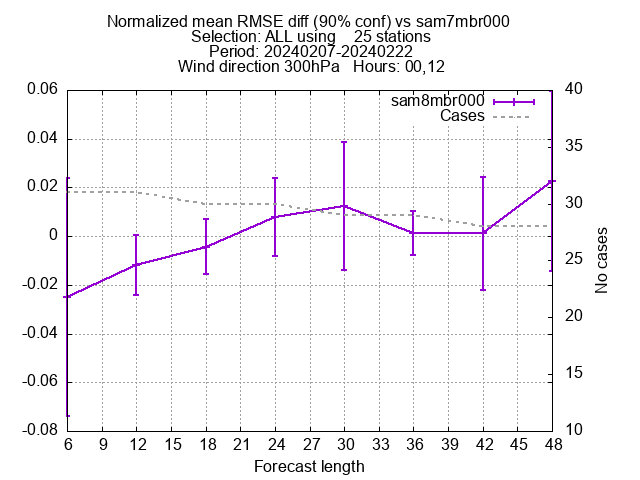 Normalized mean RMSE diff (90% conf) vs sam7mbr000
Selection: ALL using    25 stations
Period: 20240207-20240222
Wind direction 300hPa   Hours: 00,12
sam8mbr000
Cases
0.06
0.04
0.02
0
-0.02
-0.04
-0.06
-0.08
40
35
30
25
20
15
10
No cases
6 9 12 15 18 21 24 27 30 33 36 39 42 45 48
Forecast length